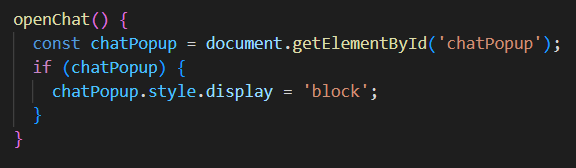 openChat() {
  const chatPopup = document.getElementById('chatPopup');
  if (chatPopup) {
    chatPopup.style.display = 'block';
  }
}